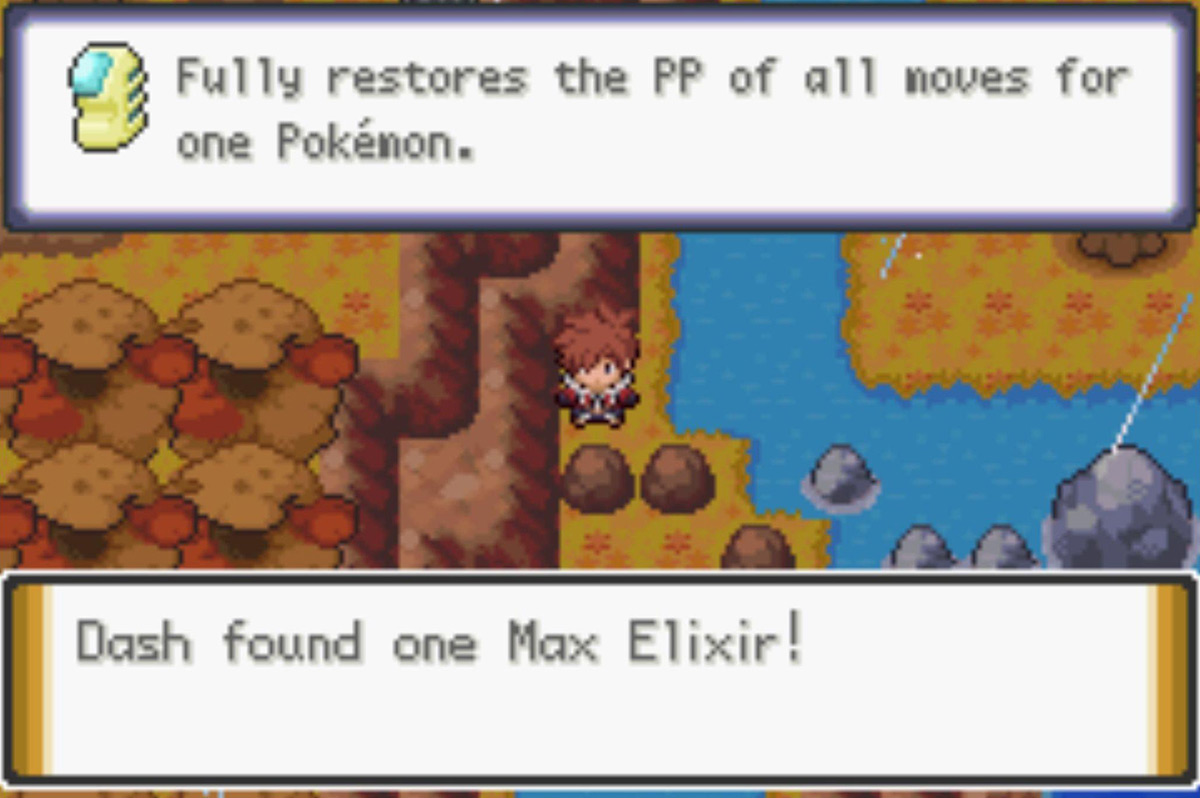 Fully restores the PP of all moves for
one Pokémon.
Dash found one Max Elixir!